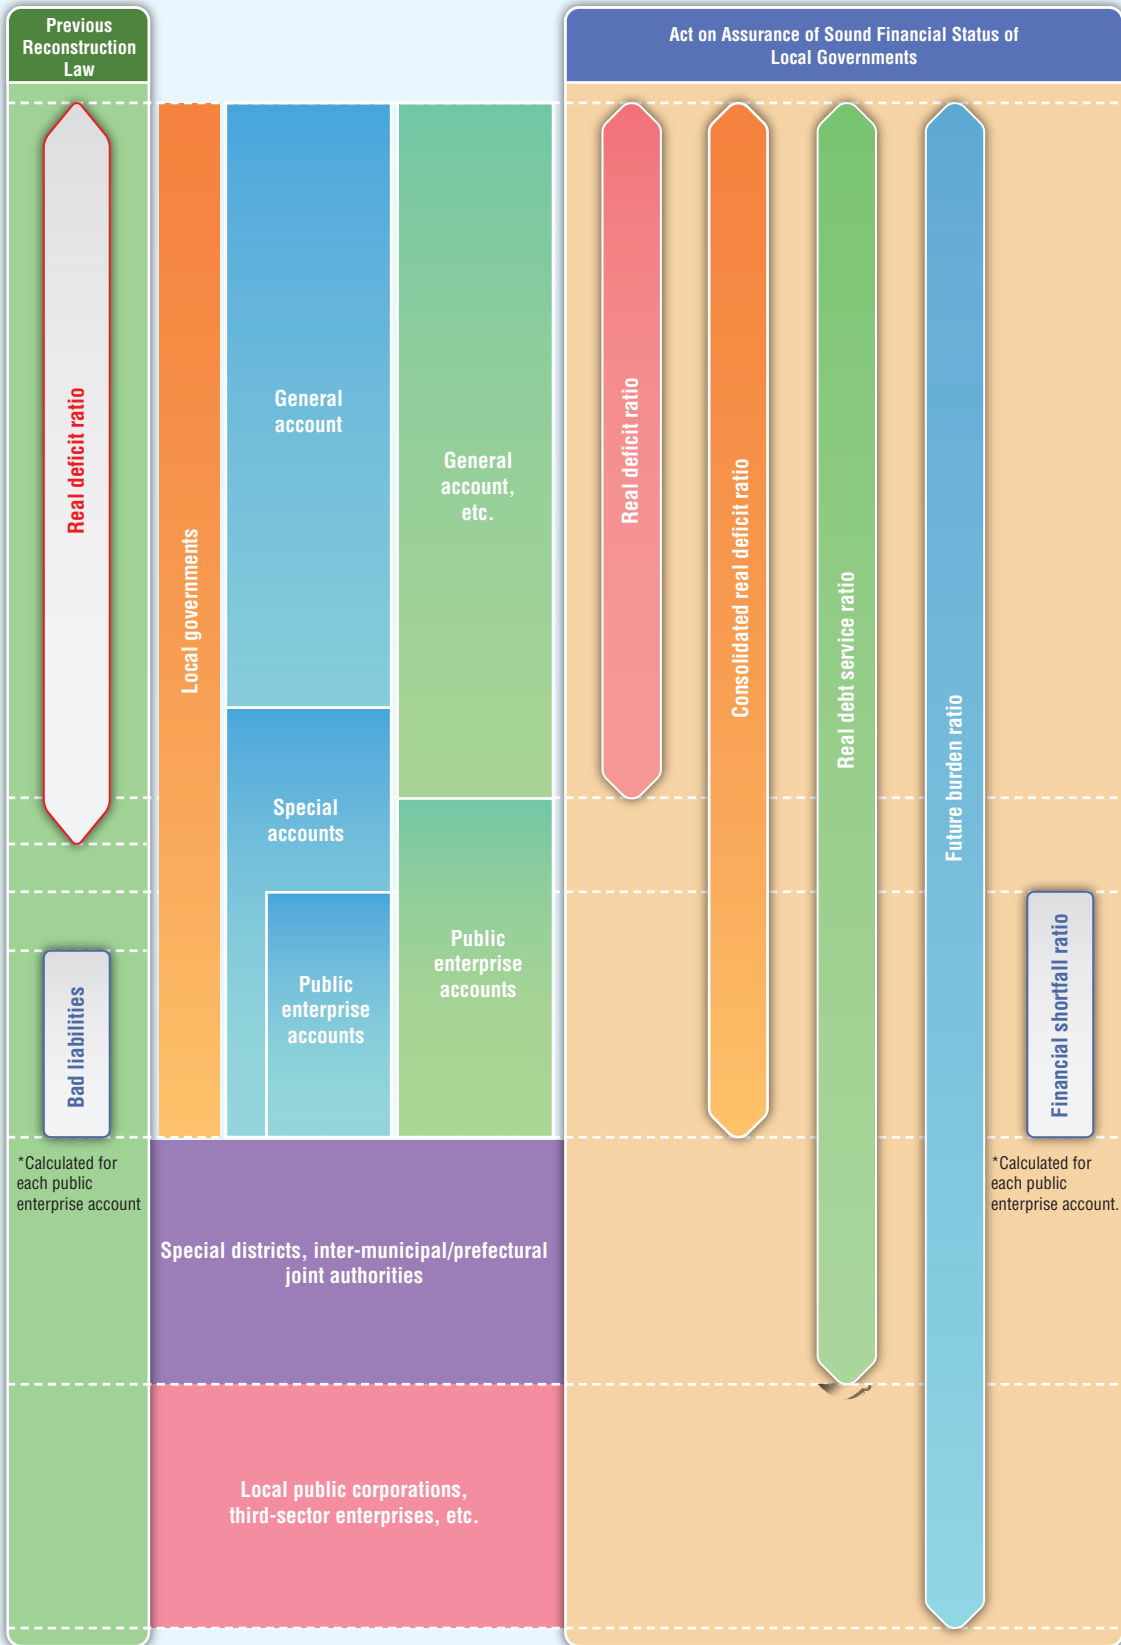 Previous
Reconstruction
Law
Act on Assurance of Sound Financial Status of
Local Governments
Real deficit ratio
Bad liabilities
*Calculated for
each public
enterprise account
Local governments
General
account
Special
accounts
Public
enterprise
accounts
General
account,
etc.
Public
enterprise
accounts
Special districts, inter-municipal/prefectural
joint authorities
Local public corporations,
third-sector enterprises, etc.
Real deficit ratio
Consolidated real deficit ratio
Real debt service ratio
Future burden ratio
Financial shortfall ratio
*Calculated for
each public
enterprise account.